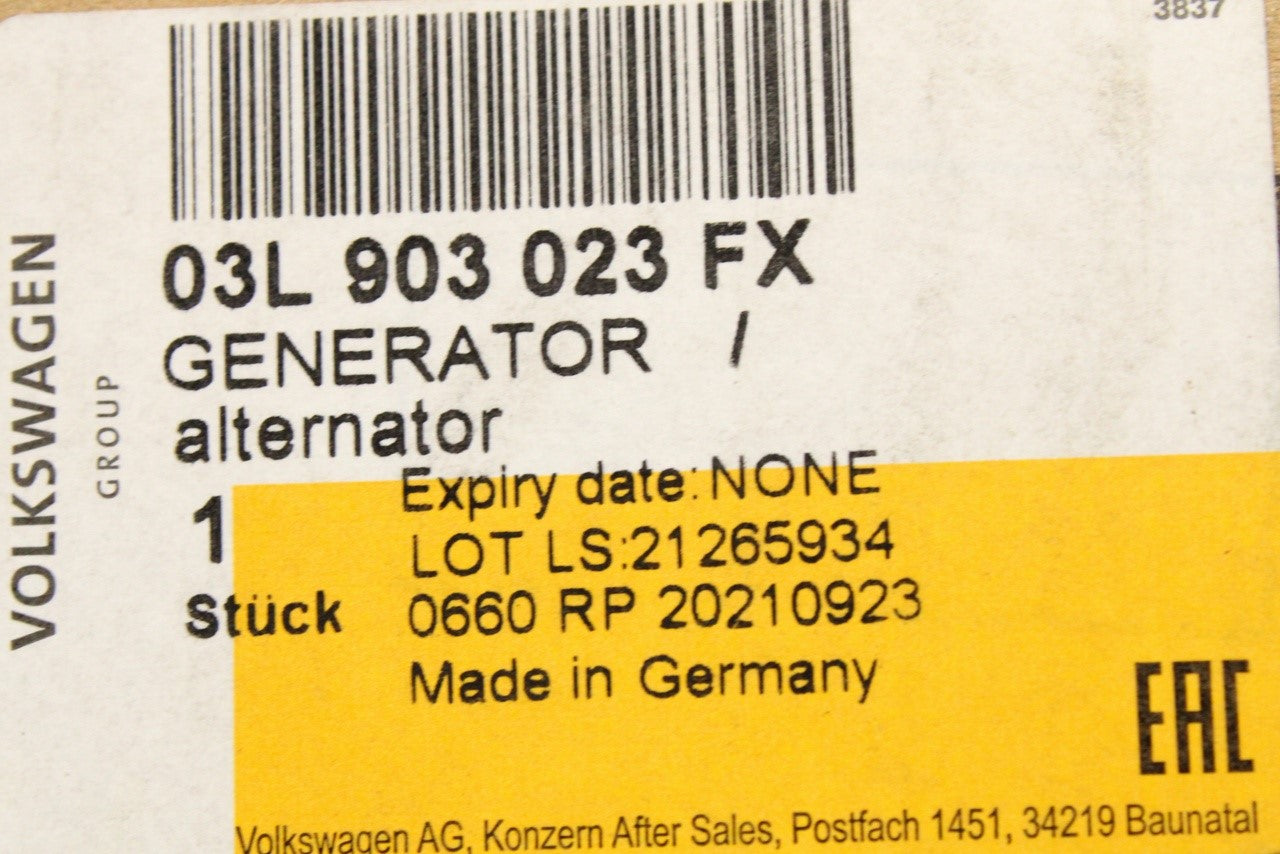 3837
03L 903 023 FX
GENERATOR /
alternator
1
Stück
Expiry date: NONE
LOT LS:21265934
0660 RP 20210923
Made in Germany
EAC
Volkswagen AG, Konzern After Sales, Postfach 1451, 34219 Baunatal
VOLKSWAGEN
GROUP